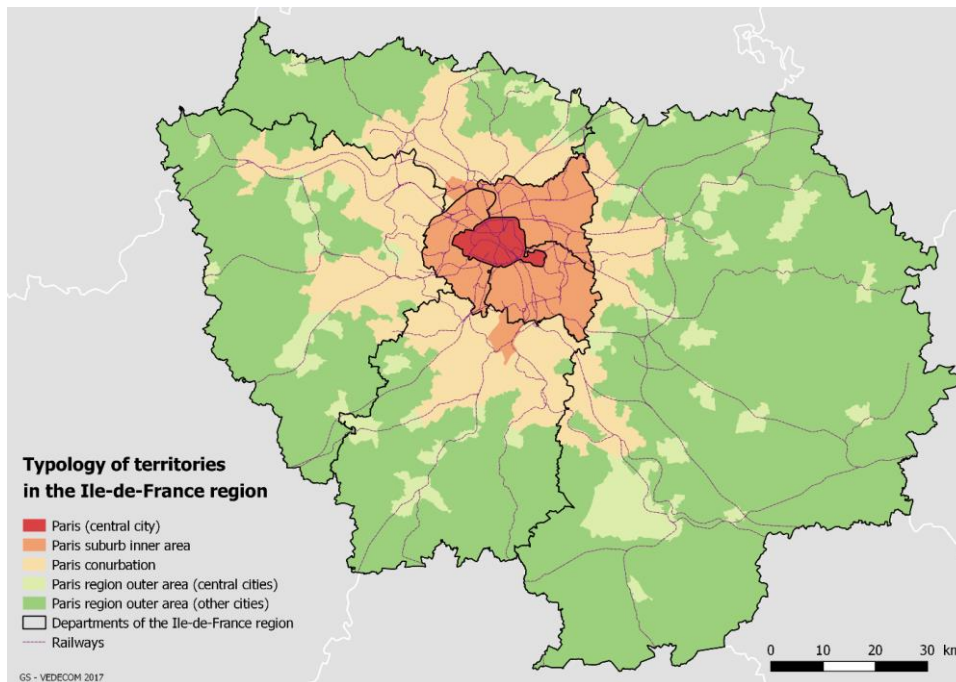 Typology of territories
in the Ile-de-France region
Paris (central city)
Paris suburb inner area
Paris conurbation
Paris region outer area (central cities)
Paris region outer area (other cities)
Departments of the Ile-de-France region
Railways
0 10 20 30 km
GS - VEDECOM 2017